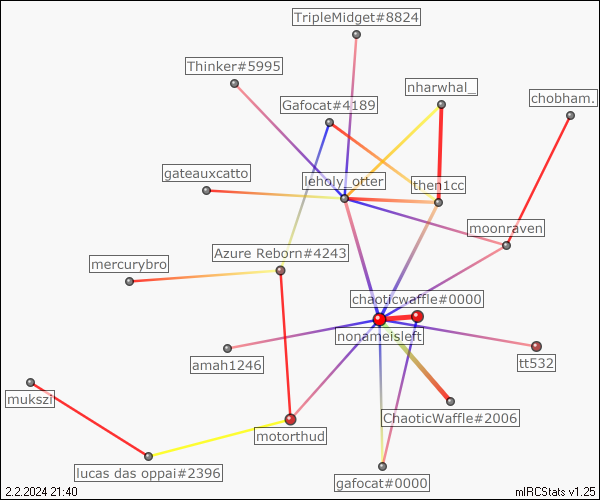 TripleMidget#8824
Thinker#5995
nharwhal_
chobham.
Gafocat#4189
gateauxcatto
leholy_otter
then1cc
moonraven
Azure Reborn#4243
mercurybro
chaoticwaffle#0000
nonameisleft
amah1246
tt532
mukszi
ChaoticWaffle#2006
motorthud
lucas das oppai#2396
gafocat#0000
2.2.2024 21:40
mIRCStats v1.25